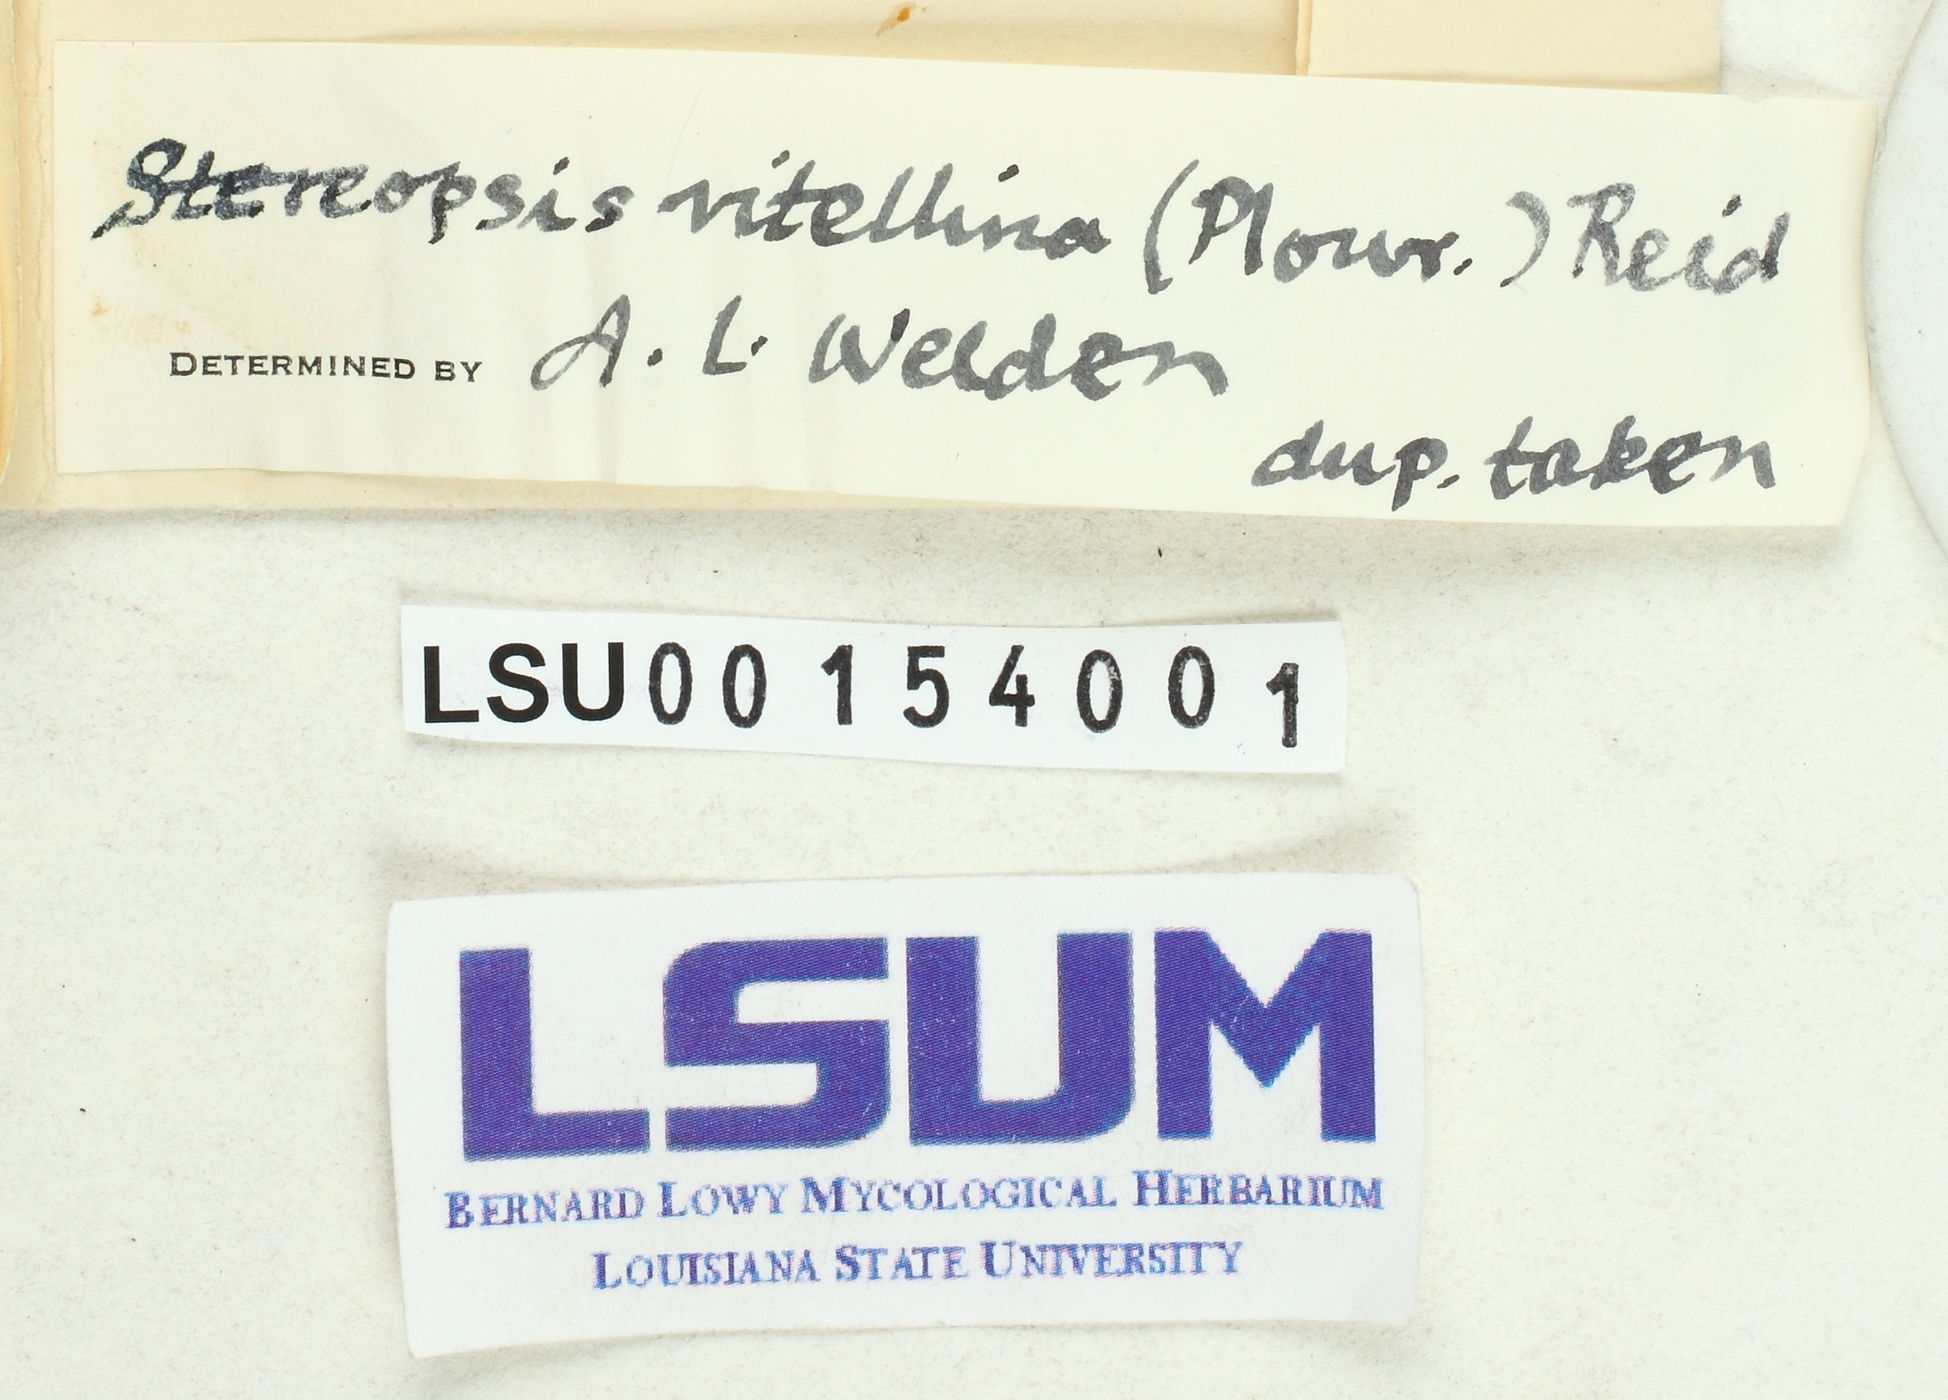 Stereopsis vitellina (Plowr.) Reid
DETERMINED BY A. L. Welden
dup. taken
LSU00154001
LSUM
BERNARD LOWY MYCOLOGICAL HERBARIUM
LOUISIANA STATE UNIVERSITY